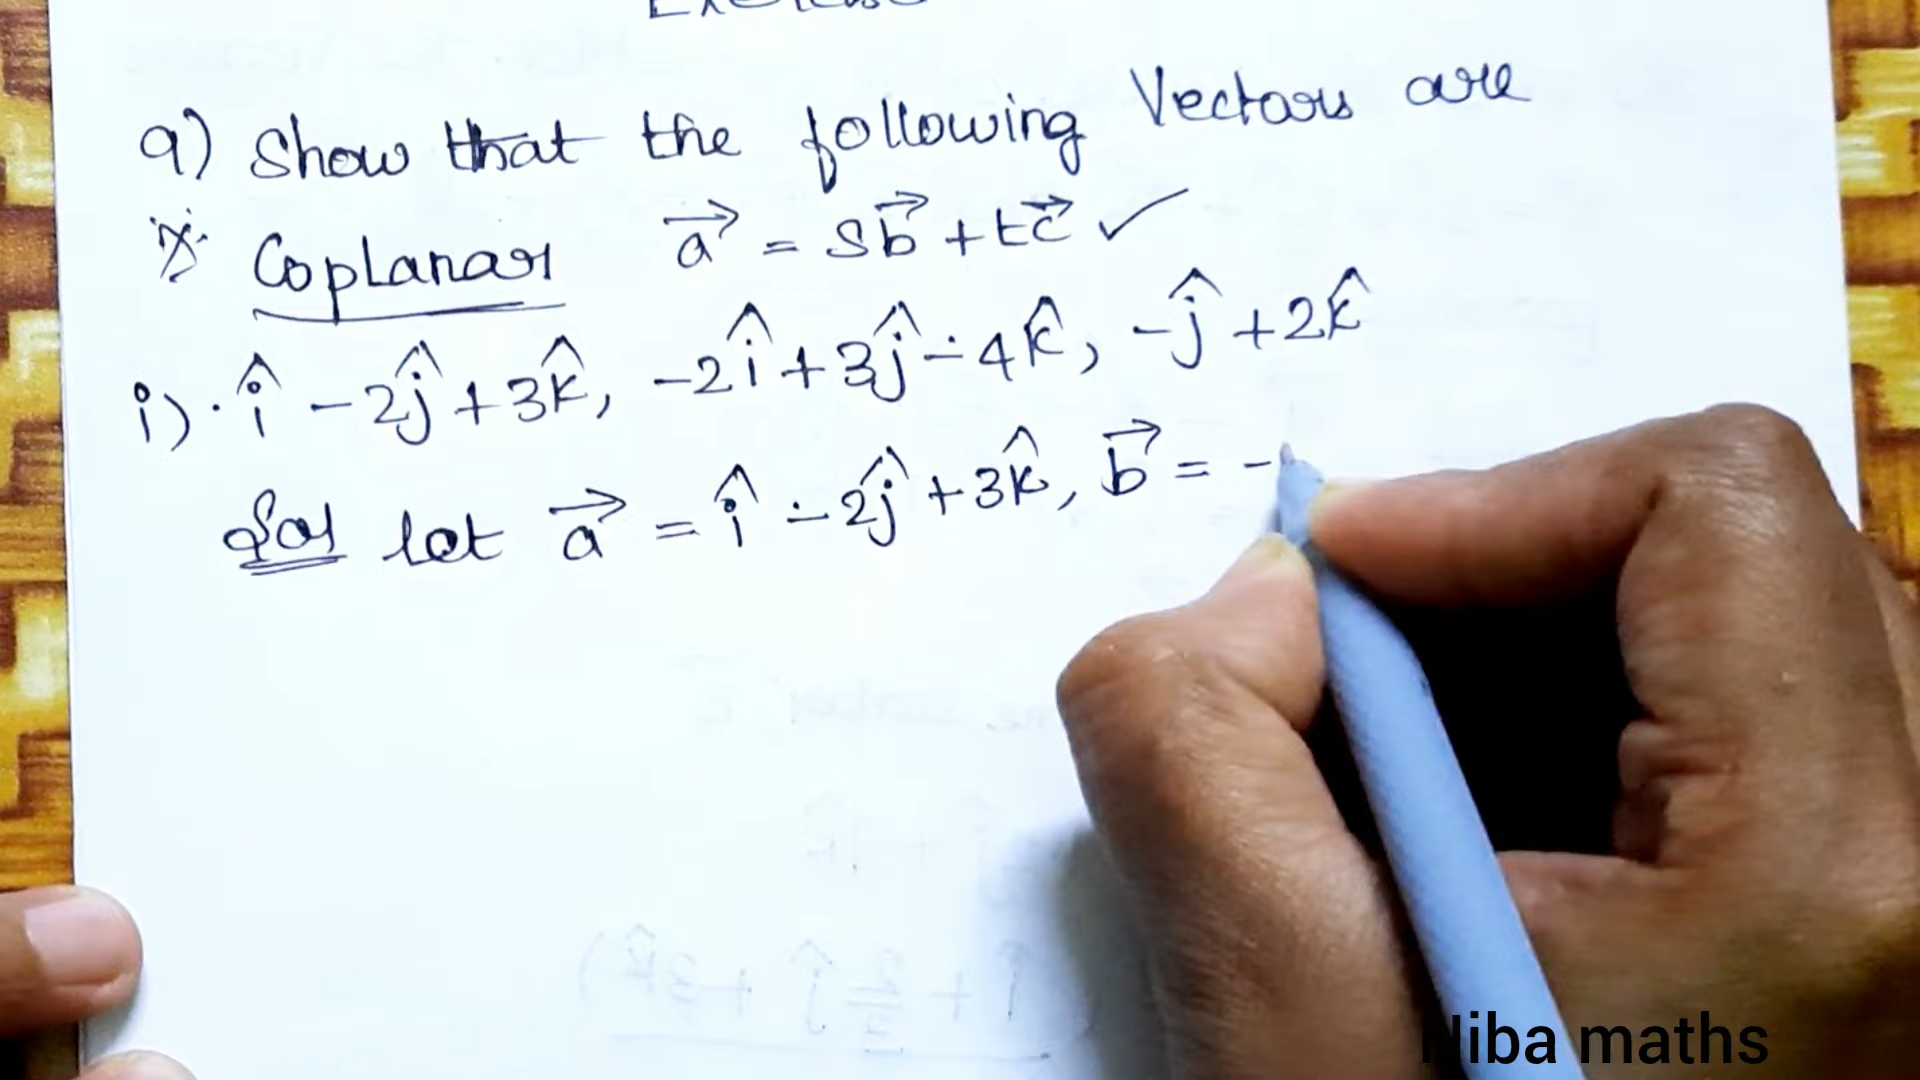 9) Show that the following Vectors are
Coplanar a⃗ = sb⃗ + tc⃗ ✓
i) î - 2ĵ + 3k̂, -2î + 3ĵ - 4k̂, -ĵ + 2k̂
Sol let a⃗ = î - 2ĵ + 3k̂, b⃗ = -
Niba maths